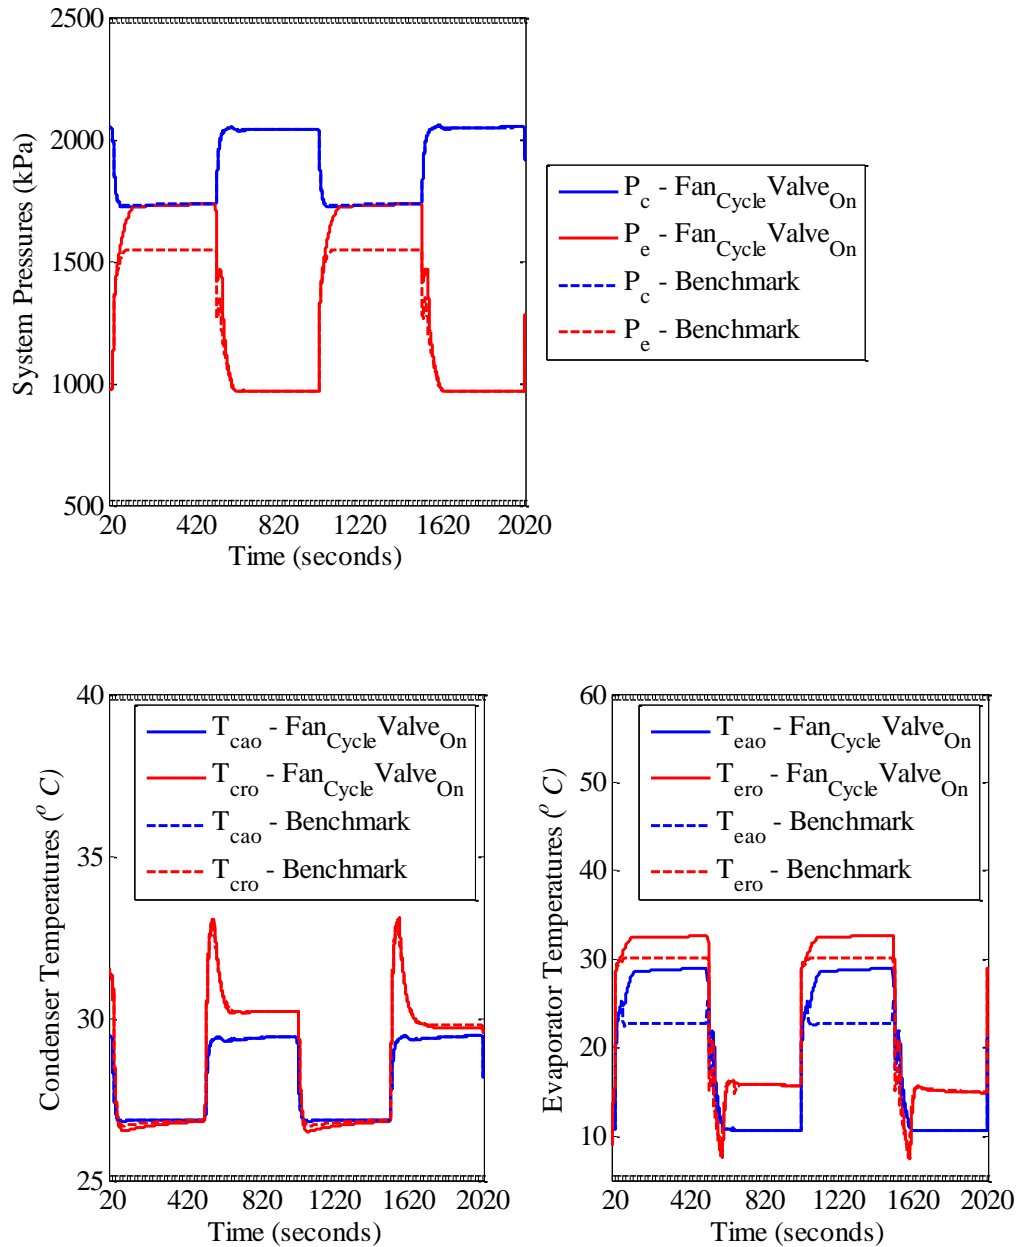 2500
2000
1500
1000
500
System Pressures (kPa)
20 420 820 1220 1620 2020
Time (seconds)
P_c - Fan_Cycle Valve_On
P_e - Fan_Cycle Valve_On
P_c - Benchmark
P_e - Benchmark
40
35
30
25
Condenser Temperatures (° C)
20 420 820 1220 1620 2020
Time (seconds)
T_cao - Fan_Cycle Valve_On
T_cro - Fan_Cycle Valve_On
T_cao - Benchmark
T_cro - Benchmark
60
50
40
30
20
10
Evaporator Temperatures (° C)
20 420 820 1220 1620 2020
Time (seconds)
T_eao - Fan_Cycle Valve_On
T_ero - Fan_Cycle Valve_On
T_eao - Benchmark
T_ero - Benchmark